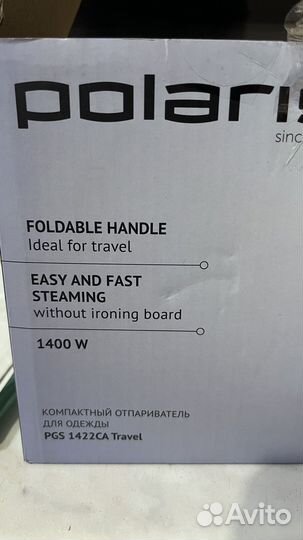 polaris
sinc
FOLDABLE HANDLE
Ideal for travel
EASY AND FAST
STEAMING
without ironing board
1400 W
КОМПАКТНЫЙ ОТПАРИВАТЕЛЬ
ДЛЯ ОДЕЖДЫ
PGS 1422CA Travel
Avito